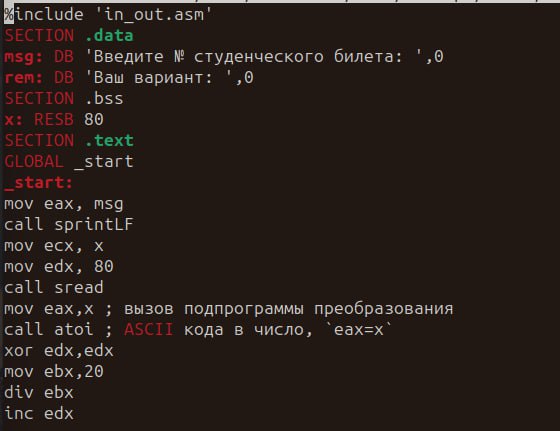 %include 'in_out.asm'
SECTION .data
msg: DB 'Введите № студенческого билета: ',0
rem: DB 'Ваш вариант: ',0
SECTION .bss
x: RESB 80
SECTION .text
GLOBAL _start
_start:
mov eax, msg
call sprintLF
mov ecx, x
mov edx, 80
call sread
mov eax,x ; вызов подпрограммы преобразования
call atoi ; ASCII кода в число, `eax=x`
xor edx,edx
mov ebx,20
div ebx
inc edx